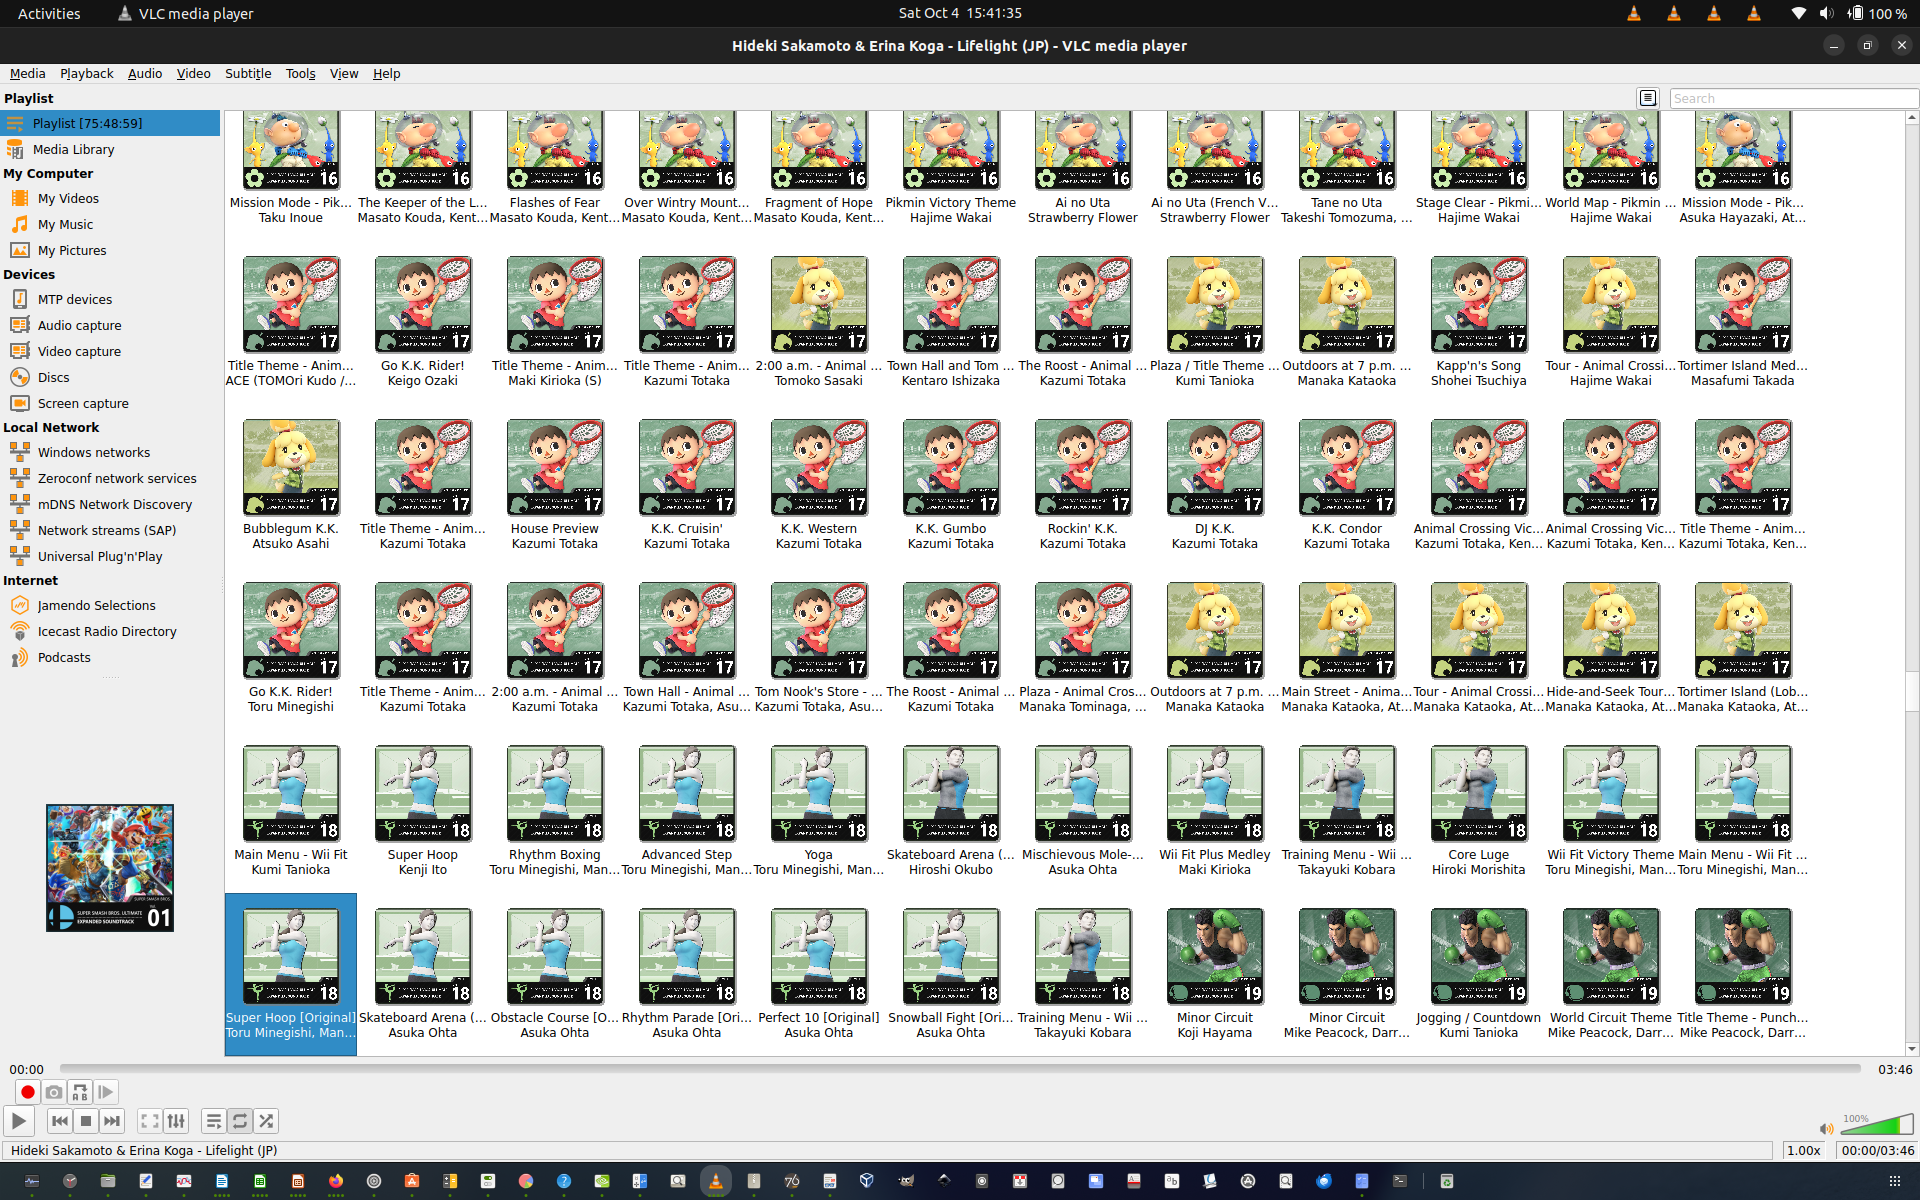 Activities
VLC media player
Sat Oct 4 15:41:35
100 %
Hideki Sakamoto & Erina Koga - Lifelight (JP) - VLC media player
Media Playback Audio Video Subtitle Tools View Help
Playlist
Search
Playlist [75:48:59]
Media Library
My Computer
My Videos
My Music
My Pictures
Devices
MTP devices
Audio capture
Video capture
Discs
Screen capture
Local Network
Windows networks
Zeroconf network services
mDNS Network Discovery
Network streams (SAP)
Universal Plug'n'Play
Internet
Jamendo Selections
Icecast Radio Directory
Podcasts
SUPER SMASH BROS. ULTIMATE
EXPANDED SOUNDTRACK
01
16 16 16 16 16 16 16 16 16 16 16 16
Mission Mode - Pik... The Keeper of the L... Flashes of Fear Over Wintry Mount... Fragment of Hope Pikmin Victory Theme Ai no Uta Ai no Uta (French V... Tane no Uta Stage Clear - Pikmi... World Map - Pikmin ... Mission Mode - Pik...
Taku Inoue Masato Kouda, Kent... Masato Kouda, Kent... Masato Kouda, Kent... Masato Kouda, Kent... Hajime Wakai Strawberry Flower Strawberry Flower Takeshi Tomozuma, ... Hajime Wakai Hajime Wakai Asuka Hayazaki, At...
17 17 17 17 17 17 17 17 17 17 17 17
Title Theme - Anim... Go K.K. Rider! Title Theme - Anim... Title Theme - Anim... 2:00 a.m. - Animal ... Town Hall and Tom ... The Roost - Animal ... Plaza / Title Theme ... Outdoors at 7 p.m. ... Kapp'n's Song Tour - Animal Crossi... Tortimer Island Med...
ACE (TOMOri Kudo /... Keigo Ozaki Maki Kirioka (S) Kazumi Totaka Tomoko Sasaki Kentaro Ishizaka Kazumi Totaka Kumi Tanioka Manaka Kataoka Shohei Tsuchiya Hajime Wakai Masafumi Takada
17 17 17 17 17 17 17 17 17 17 17 17
Bubblegum K.K. Title Theme - Anim... House Preview K.K. Cruisin' K.K. Western K.K. Gumbo Rockin' K.K. DJ K.K. K.K. Condor Animal Crossing Vic... Animal Crossing Vic... Title Theme - Anim...
Atsuko Asahi Kazumi Totaka Kazumi Totaka Kazumi Totaka Kazumi Totaka Kazumi Totaka Kazumi Totaka Kazumi Totaka Kazumi Totaka Kazumi Totaka, Ken... Kazumi Totaka, Ken... Kazumi Totaka, Ken...
17 17 17 17 17 17 17 17 17 17 17 17
Go K.K. Rider! Title Theme - Anim... 2:00 a.m. - Animal ... Town Hall - Animal ... Tom Nook's Store - ... The Roost - Animal ... Plaza - Animal Cros... Outdoors at 7 p.m. ... Main Street - Anima... Tour - Animal Crossi... Hide-and-Seek Tour... Tortimer Island (Lob...
Toru Minegishi Kazumi Totaka Kazumi Totaka Kazumi Totaka, Asu... Kazumi Totaka, Asu... Kazumi Totaka Manaka Tominaga, ... Manaka Kataoka Manaka Kataoka, At... Manaka Kataoka, At... Manaka Kataoka, At... Manaka Kataoka, At...
18 18 18 18 18 18 18 18 18 18 18 18
Main Menu - Wii Fit Super Hoop Rhythm Boxing Advanced Step Yoga Skateboard Arena (... Mischievous Mole-... Wii Fit Plus Medley Training Menu - Wii ... Core Luge Wii Fit Victory Theme Main Menu - Wii Fit ...
Kumi Tanioka Kenji Ito Toru Minegishi, Man... Toru Minegishi, Man... Toru Minegishi, Man... Hiroshi Okubo Asuka Ohta Maki Kirioka Takayuki Kobara Hiroki Morishita Toru Minegishi, Man... Toru Minegishi, Man...
18 18 18 18 18 18 18 19 19 19 19 19
Super Hoop [Original] Skateboard Arena (... Obstacle Course [O... Rhythm Parade [Ori... Perfect 10 [Original] Snowball Fight [Ori... Training Menu - Wii ... Minor Circuit Minor Circuit Jogging / Countdown World Circuit Theme Title Theme - Punch...
Toru Minegishi, Man... Asuka Ohta Asuka Ohta Asuka Ohta Asuka Ohta Asuka Ohta Takayuki Kobara Koji Hayama Mike Peacock, Darr... Kumi Tanioka Mike Peacock, Darr... Mike Peacock, Darr...
00:00
03:46
100%
Hideki Sakamoto & Erina Koga - Lifelight (JP)
1.00x
00:00/03:46